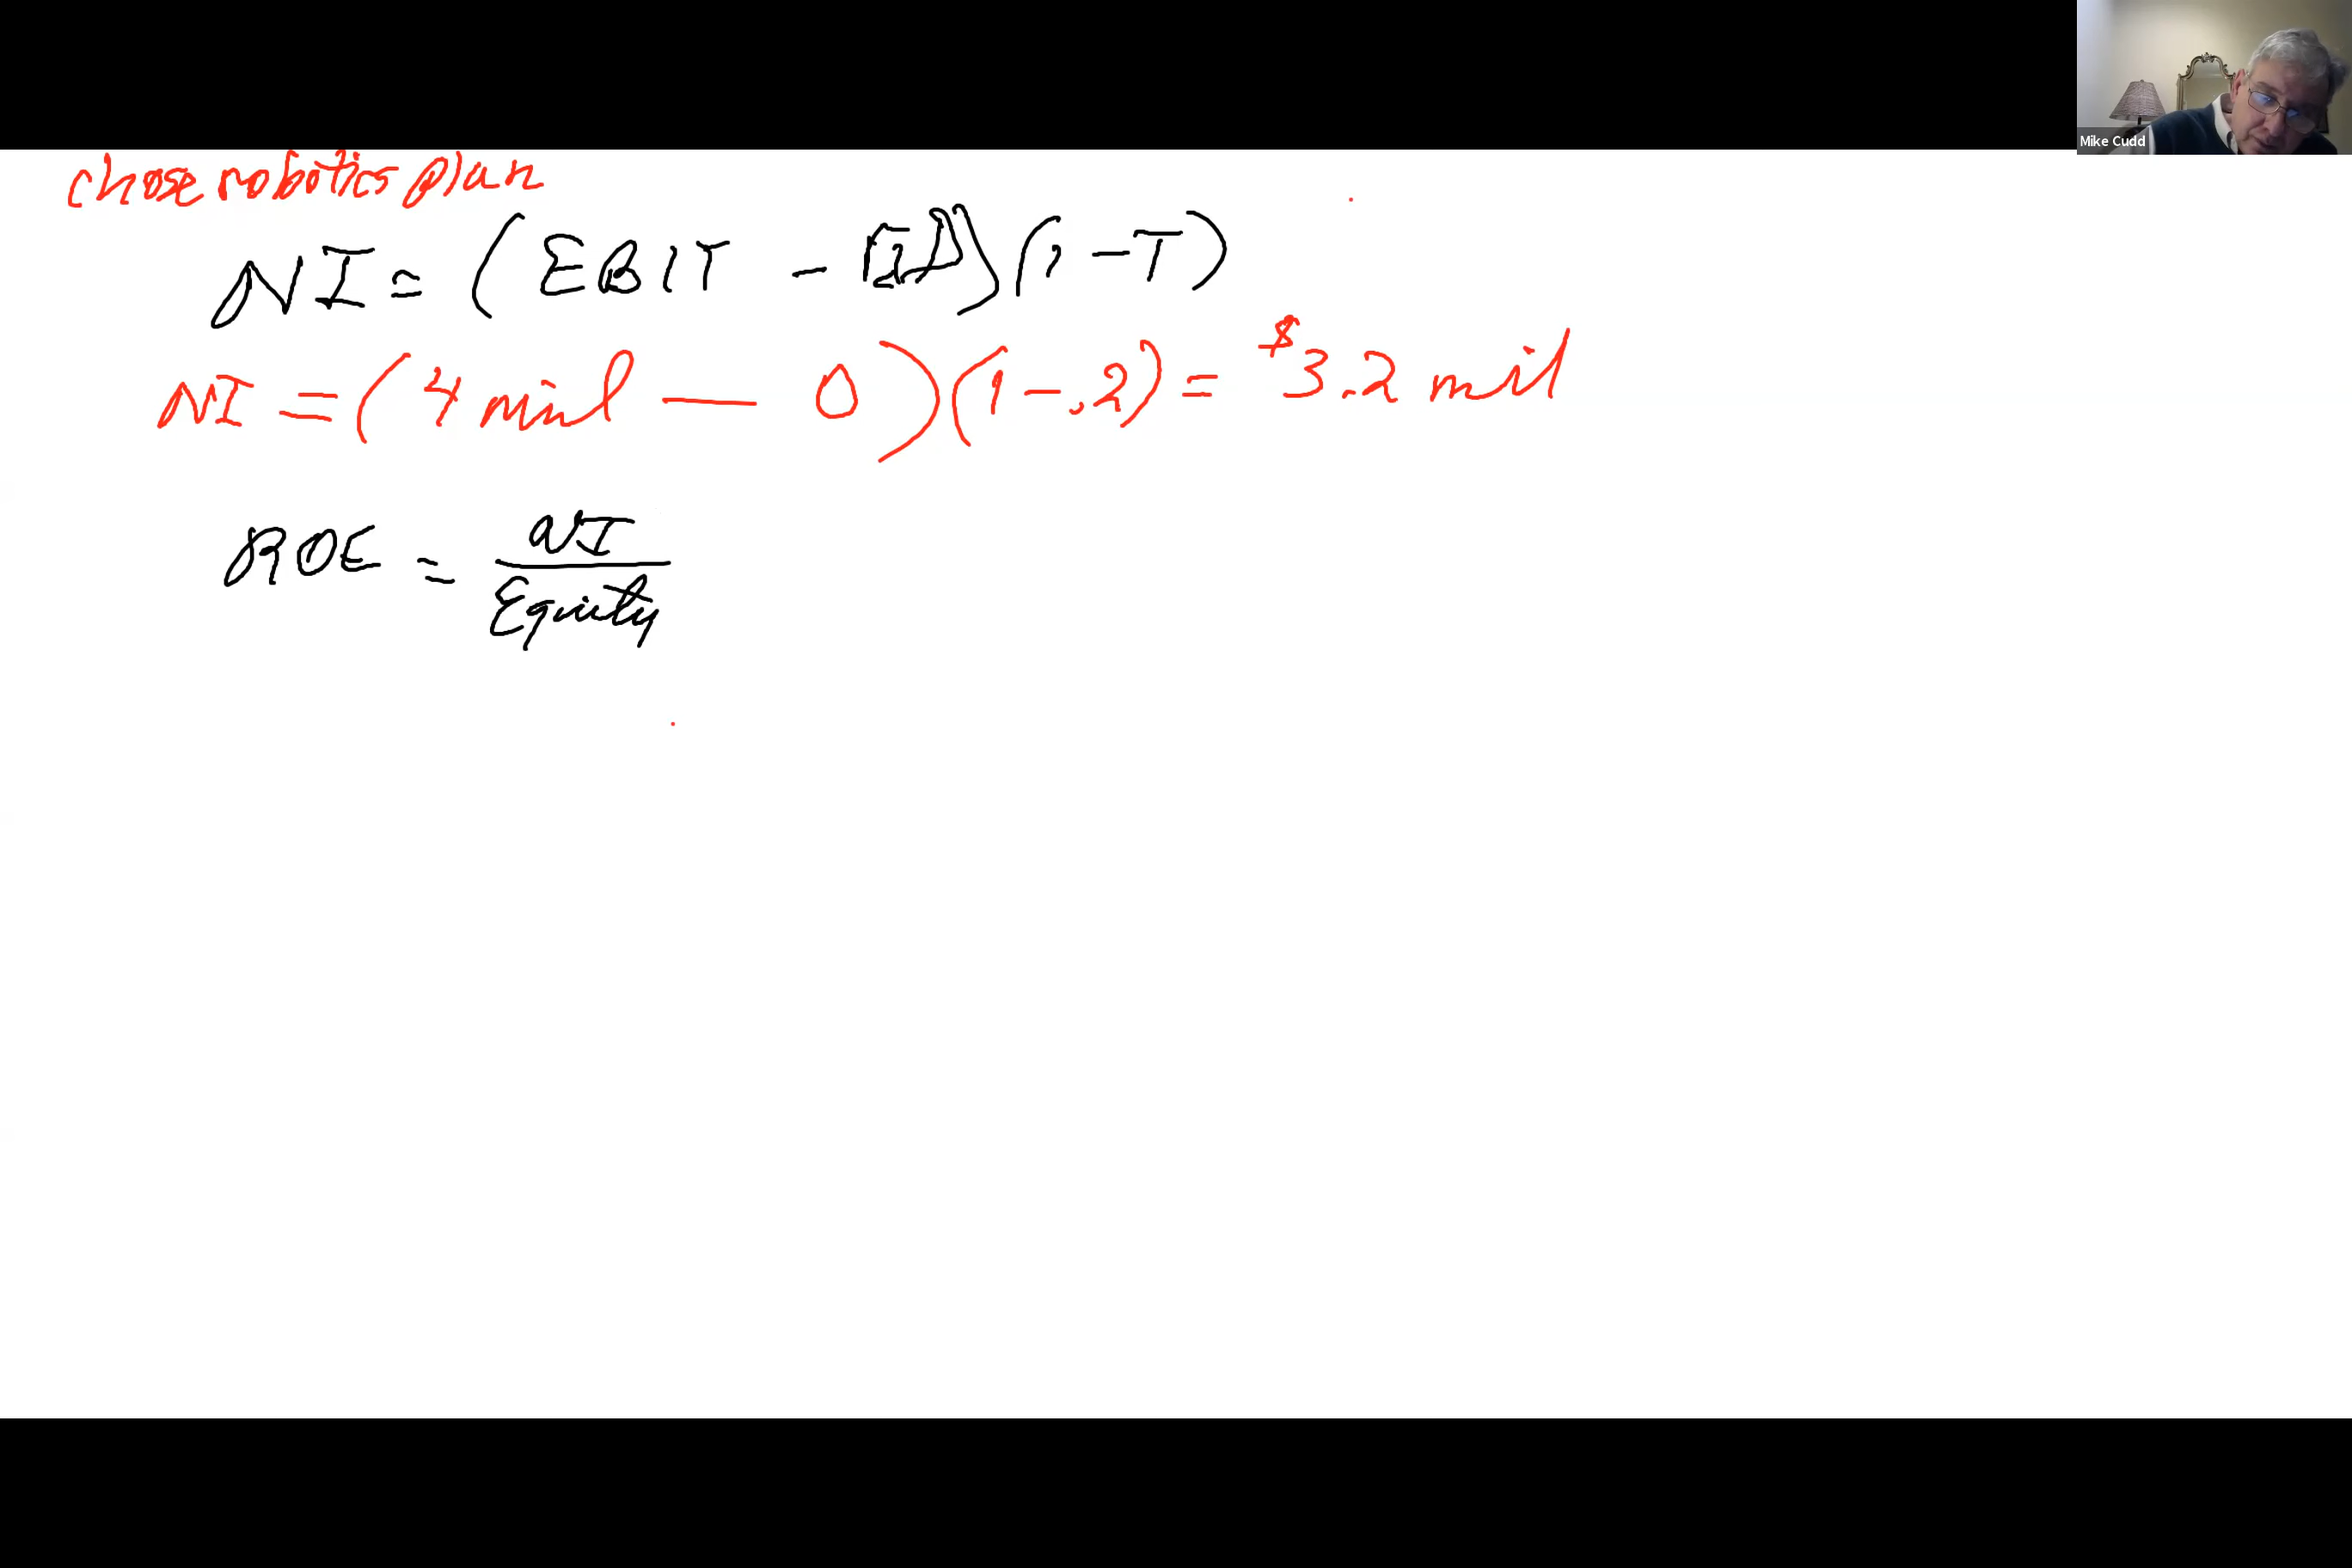 Mike Cudd
chose robotics plan
NI = (EBIT - [iD])(1-T)
NI = (4 mil — 0)(1-.2) = $3.2 mil
ROE = NI
Equity